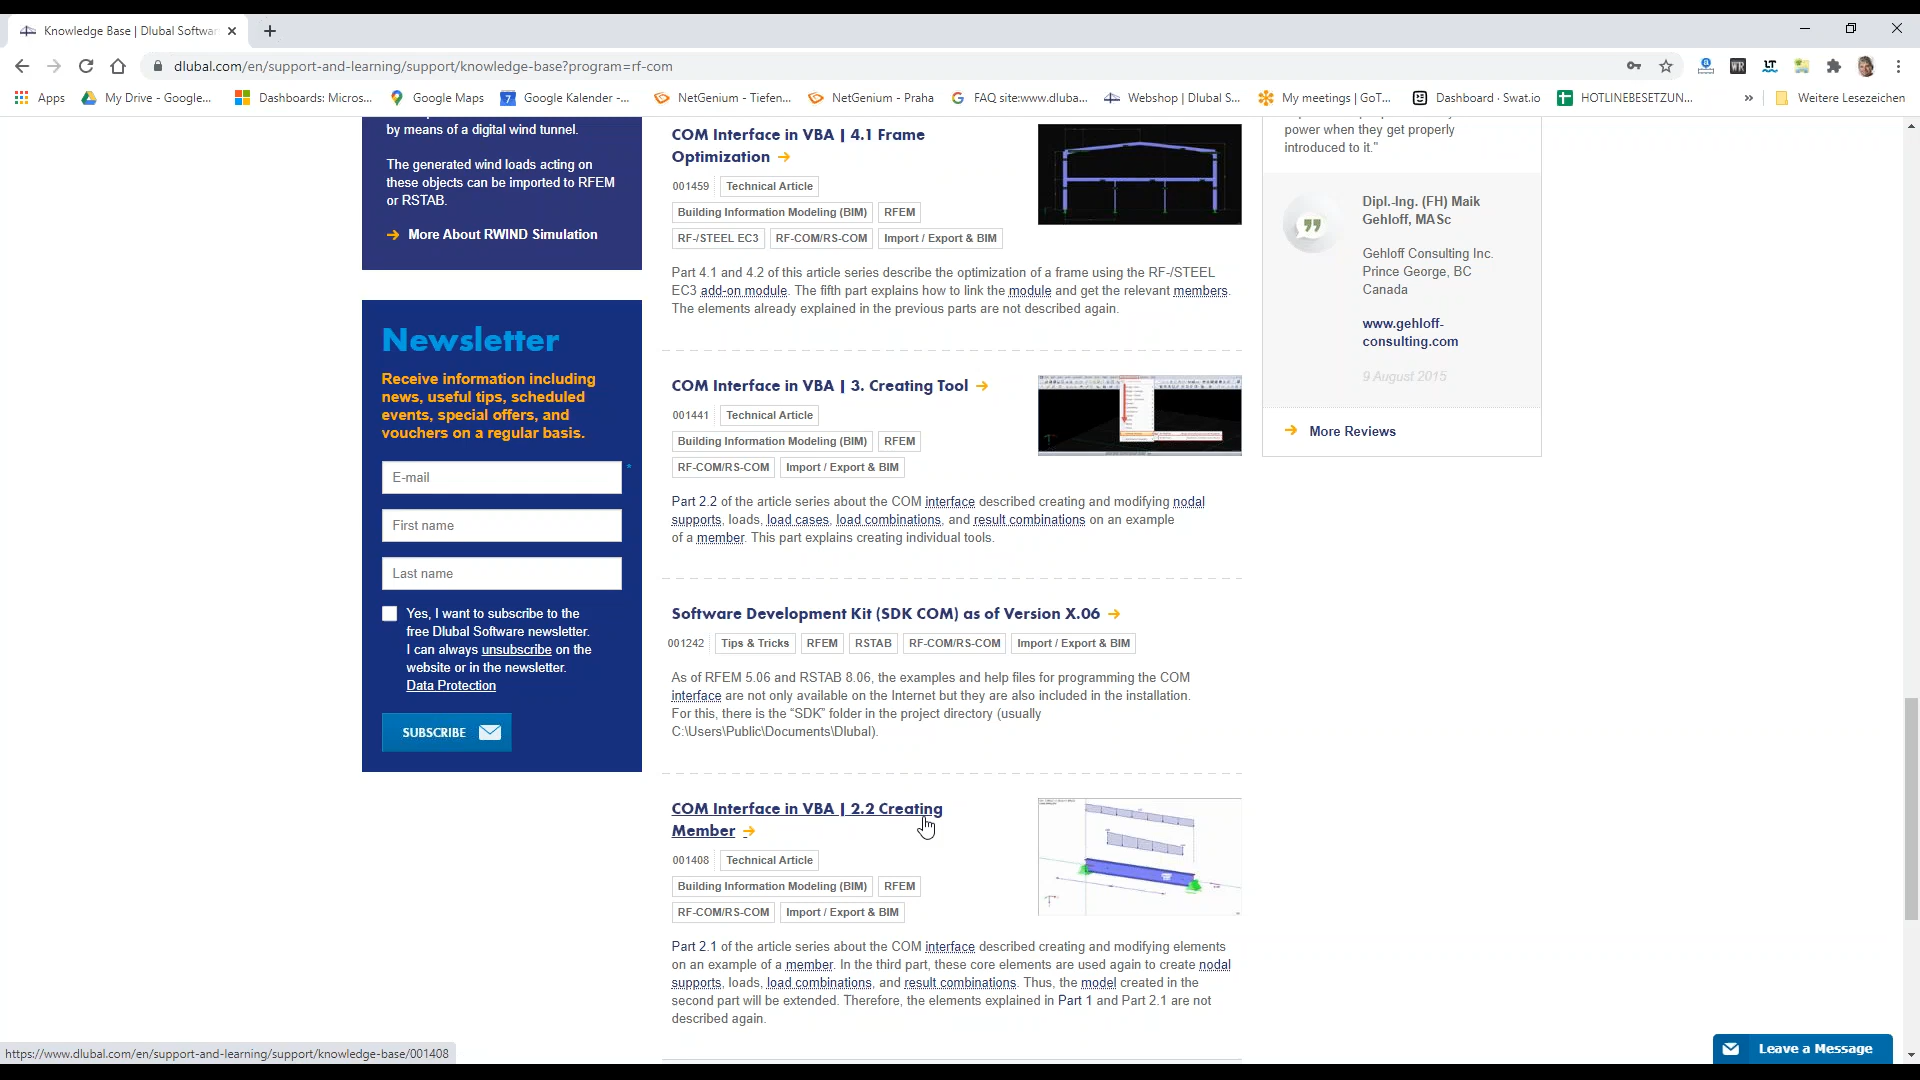 Knowledge Base | Dlubal Softwar
dlubal.com/en/support-and-learning/support/knowledge-base?program=rf-com
Apps
My Drive - Google...
Dashboards: Micros...
Google Maps
Google Kalender -...
NetGenium - Tiefen...
NetGenium - Praha
FAQ site:www.dluba...
Webshop | Dlubal S...
My meetings | GoT...
Dashboard · Swat.io
HOTLINEBESETZUN...
»
Weitere Lesezeichen
by means of a digital wind tunnel.
The generated wind loads acting on
these objects can be imported to RFEM
or RSTAB.
More About RWIND Simulation
Newsletter
Receive information including
news, useful tips, scheduled
events, special offers, and
vouchers on a regular basis.
E-mail
*
First name
Last name
Yes, I want to subscribe to the
free Dlubal Software newsletter.
I can always unsubscribe on the
website or in the newsletter.
Data Protection
SUBSCRIBE
COM Interface in VBA | 4.1 Frame
Optimization
001459
Technical Article
Building Information Modeling (BIM)
RFEM
RF-/STEEL EC3
RF-COM/RS-COM
Import / Export & BIM
Part 4.1 and 4.2 of this article series describe the optimization of a frame using the RF-/STEEL
EC3 add-on module. The fifth part explains how to link the module and get the relevant members.
The elements already explained in the previous parts are not described again.
COM Interface in VBA | 3. Creating Tool
001441
Technical Article
Building Information Modeling (BIM)
RFEM
RF-COM/RS-COM
Import / Export & BIM
Part 2.2 of the article series about the COM interface described creating and modifying nodal
supports, loads, load cases, load combinations, and result combinations on an example
of a member. This part explains creating individual tools.
Software Development Kit (SDK COM) as of Version X.06
001242
Tips & Tricks
RFEM
RSTAB
RF-COM/RS-COM
Import / Export & BIM
As of RFEM 5.06 and RSTAB 8.06, the examples and help files for programming the COM
interface are not only available on the Internet but they are also included in the installation.
For this, there is the “SDK” folder in the project directory (usually
C:\Users\Public\Documents\Dlubal).
COM Interface in VBA | 2.2 Creating
Member
001408
Technical Article
Building Information Modeling (BIM)
RFEM
RF-COM/RS-COM
Import / Export & BIM
Part 2.1 of the article series about the COM interface described creating and modifying elements
on an example of a member. In the third part, these core elements are used again to create nodal
supports, loads, load combinations, and result combinations. Thus, the model created in the
second part will be extended. Therefore, the elements explained in Part 1 and Part 2.1 are not
described again.
power when they get properly
introduced to it."
Dipl.-Ing. (FH) Maik
Gehloff, MASc
Gehloff Consulting Inc.
Prince George, BC
Canada
www.gehloff-
consulting.com
9 August 2015
More Reviews
https://www.dlubal.com/en/support-and-learning/support/knowledge-base/001408
Leave a Message